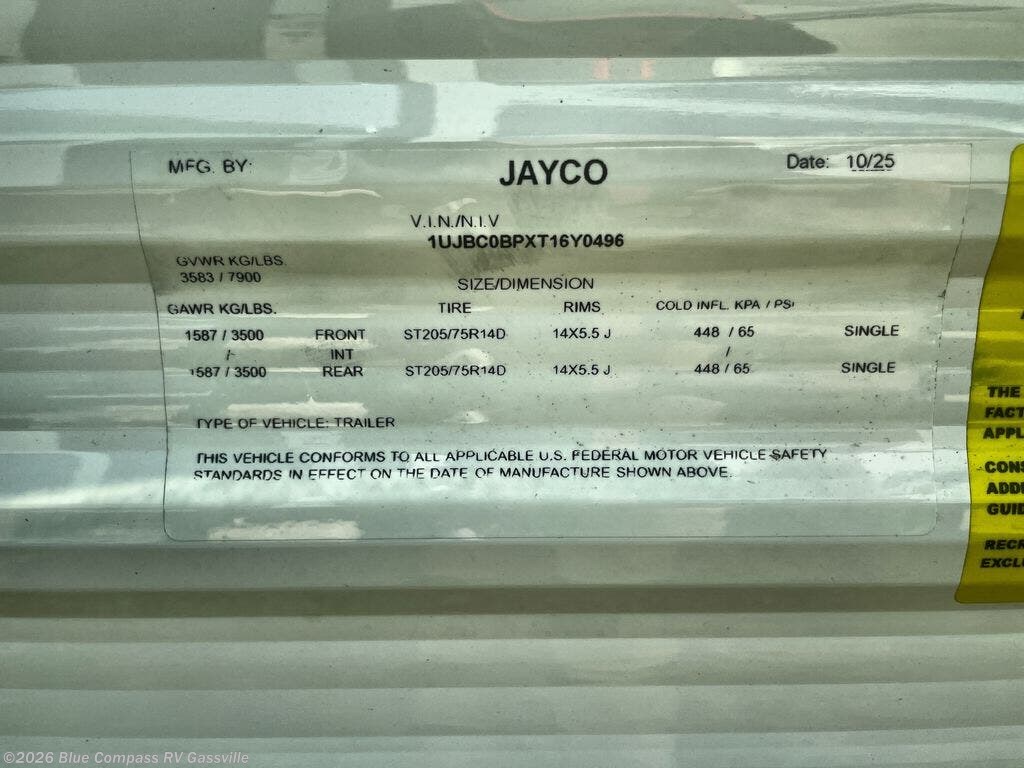 MFG. BY: JAYCO Date: 10/25
V.I.N./N.I.V
1UJBC0BPXT16Y0496
GVWR KG/LBS.
3583 / 7900
SIZE/DIMENSION
GAWR KG/LBS. TIRE RIMS COLD INFL. KPA / PSI
1587 / 3500 FRONT ST205/75R14D 14X5.5 J 448 / 65 SINGLE
/ INT /
1587 / 3500 REAR ST205/75R14D 14X5.5 J 448 / 65 SINGLE
TYPE OF VEHICLE: TRAILER
THIS VEHICLE CONFORMS TO ALL APPLICABLE U.S. FEDERAL MOTOR VEHICLE SAFETY
STANDARDS IN EFFECT ON THE DATE OF MANUFACTURE SHOWN ABOVE.
THE
FACT
APPL
CONS
ADD
GUID
RECR
EXCLU
©2026 Blue Compass RV Gassville